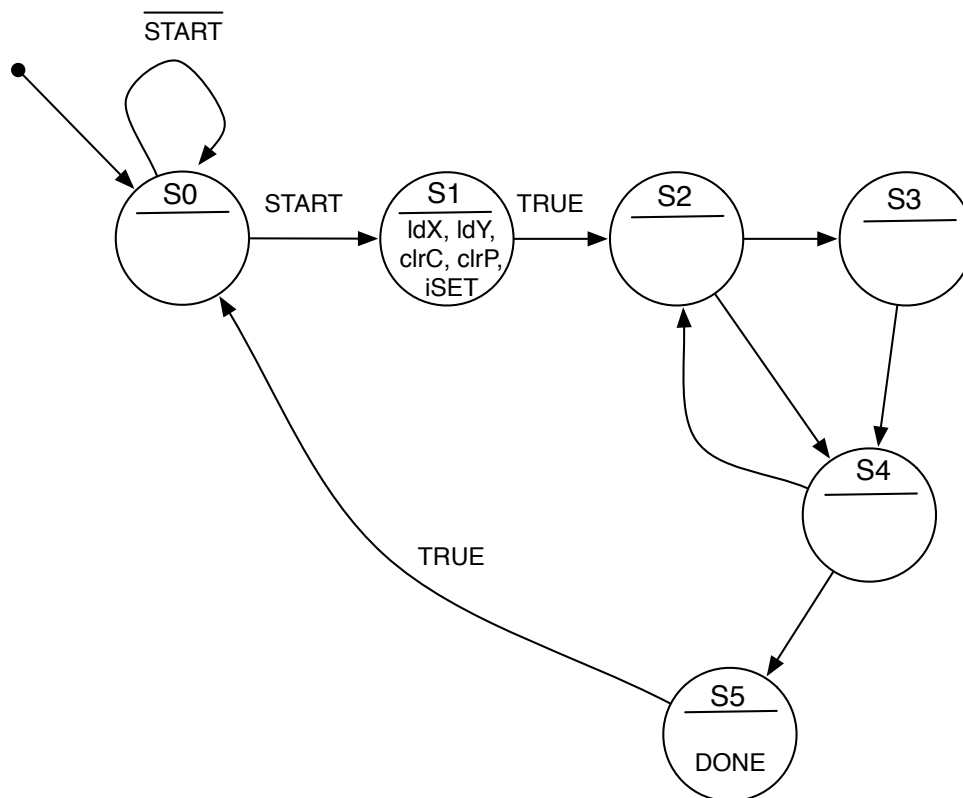 START
S0
START
S1
ldX, ldY,
clrC, clrP,
iSET
TRUE
S2
S3
S4
TRUE
S5
DONE